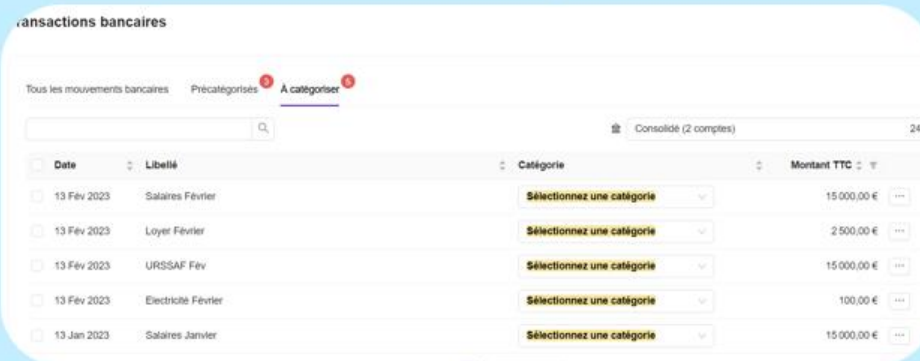 ransactions bancaires
Tous les mouvements bancaires Précatégorisés 3 À catégoriser 5
Consolidé (2 comptes) 24
Date Libellé Catégorie Montant TTC
13 Fév 2023 Salaires Février Sélectionnez une catégorie 15 000,00 € ...
13 Fév 2023 Loyer Février Sélectionnez une catégorie 2 500,00 € ...
13 Fév 2023 URSSAF Fév Sélectionnez une catégorie 15 000,00 € ...
13 Fév 2023 Electricité Février Sélectionnez une catégorie 100,00 € ...
13 Jan 2023 Salaires Janvier Sélectionnez une catégorie 15 000,00 € ...